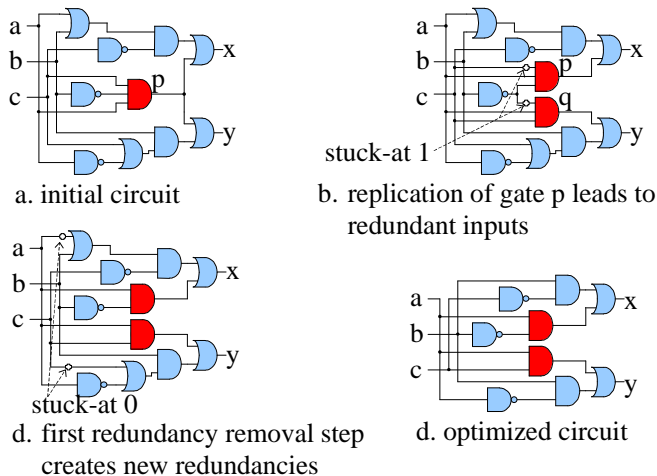 a
b
c
p
x
y
a. initial circuit
a
b
c
p
q
x
y
stuck-at 1
b. replication of gate p leads to
redundant inputs
a
b
c
x
y
stuck-at 0
d. first redundancy removal step
creates new redundancies
a
b
c
x
y
d. optimized circuit